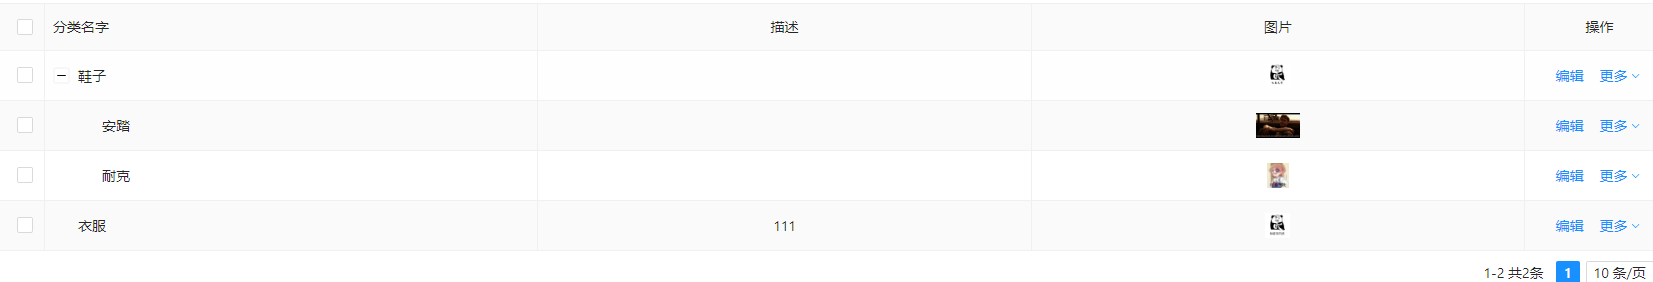 分类名字 描述 图片 操作
鞋子 编辑 更多
安踏 编辑 更多
耐克 编辑 更多
衣服 111 编辑 更多
1-2 共2条 1 10 条/页